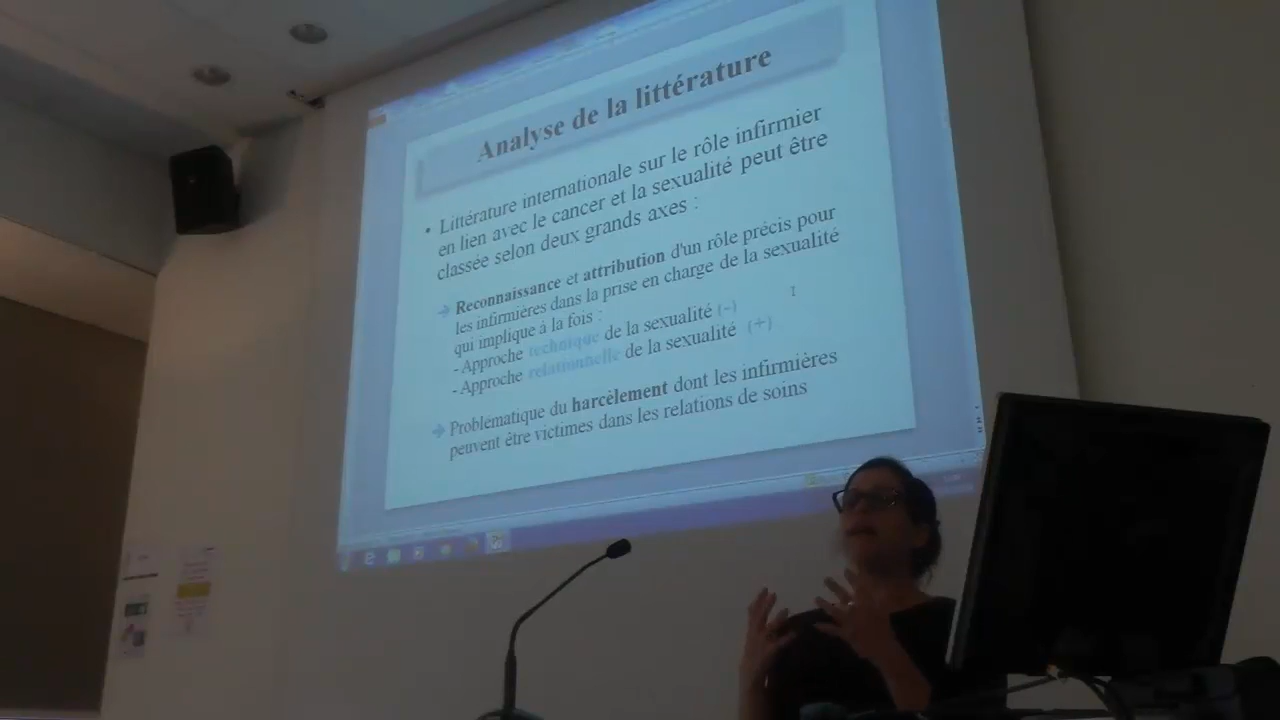 Analyse de la littérature
• Littérature internationale sur le rôle infirmier
en lien avec le cancer et la sexualité peut être
classée selon deux grands axes :
Reconnaissance et attribution d'un rôle précis pour
les infirmières dans la prise en charge de la sexualité
qui implique à la fois :
- Approche technique de la sexualité (-)
- Approche relationnelle de la sexualité (+)
Problématique du harcèlement dont les infirmières
peuvent être victimes dans les relations de soins